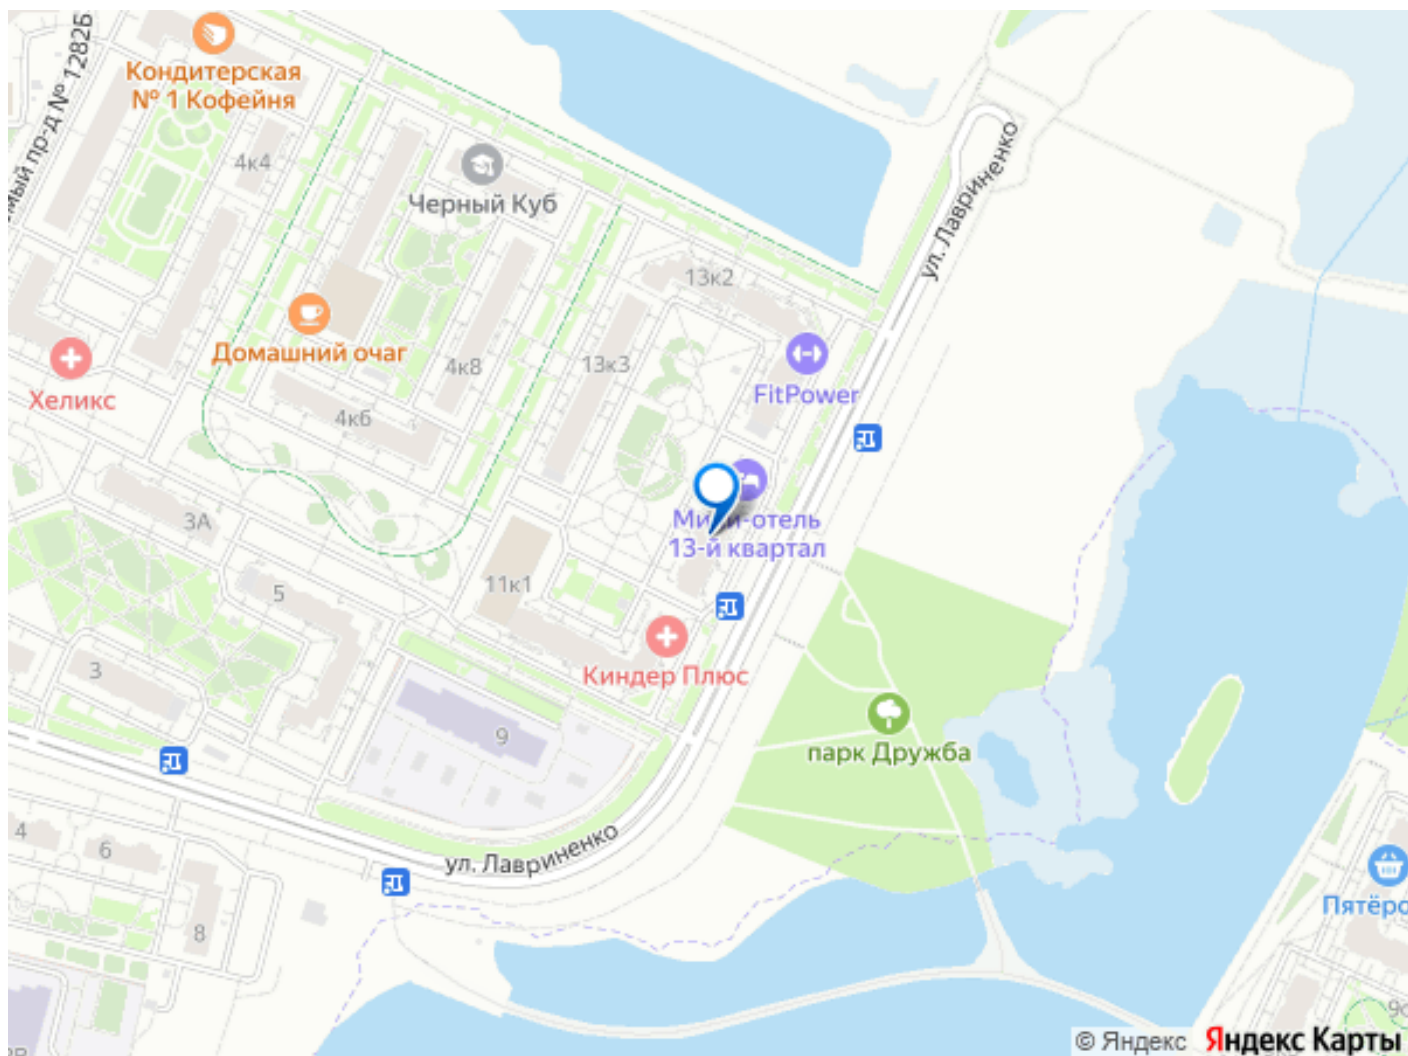 Кондитерская
№ 1 Кофейня
мый пр-д № 1282Б
4к4
Черный Куб
ул. Лавриненко
13к2
Домашний очаг
Хеликс
4к8
13к3
FitPower
4к6
Мини-отель
13-й квартал
3А
11к1
5
Киндер Плюс
3
9
парк Дружба
ул. Лавриненко
4
6
8
Пятёро
© Яндекс Яндекс Карты